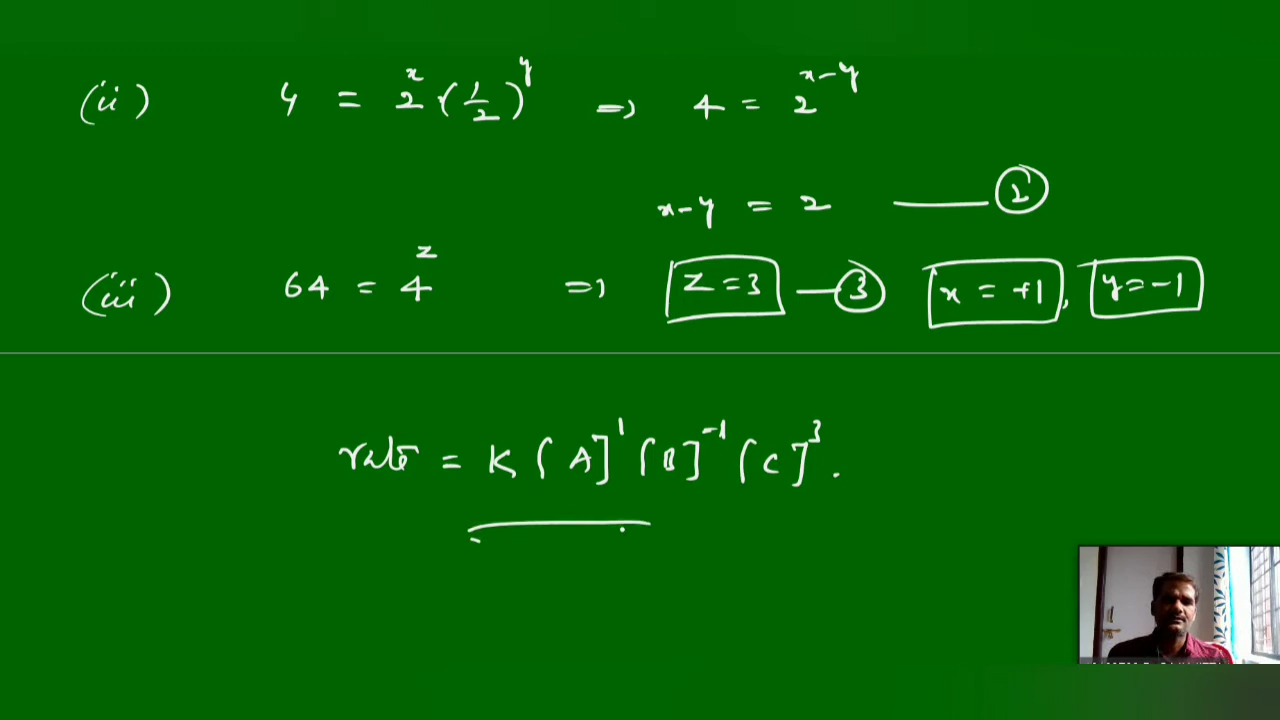 (ii) 4 = 2^x (1/2)^y => 4 = 2^(x-y)
x-y = 2 —— ②
(iii) 64 = 4^z => z = 3 — ③ x = +1, y = -1
rate = K [A]^1 [B]^-1 [C]^3.